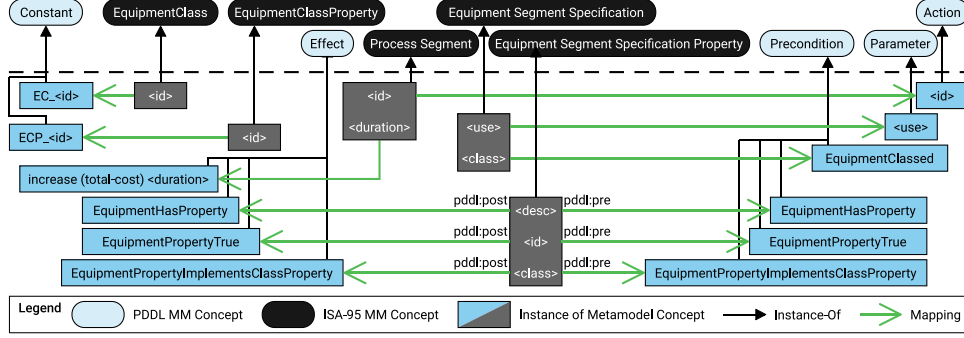 Constant
EquipmentClass
EquipmentClassProperty
Equipment Segment Specification
Action
Effect
Process Segment
Equipment Segment Specification Property
Precondition
Parameter
EC_<id>
<id>
<id>
<id>
<duration>
<use>
<use>
ECP_<id>
<id>
<class>
EquipmentClassed
increase (total-cost) <duration>
EquipmentHasProperty
pddl:post
<desc>
pddl:pre
EquipmentHasProperty
EquipmentPropertyTrue
pddl:post
<id>
pddl:pre
EquipmentPropertyTrue
EquipmentPropertyImplementsClassProperty
pddl:post
<class>
pddl:pre
EquipmentPropertyImplementsClassProperty
Legend
PDDL MM Concept
ISA-95 MM Concept
Instance of Metamodel Concept
Instance-Of
Mapping